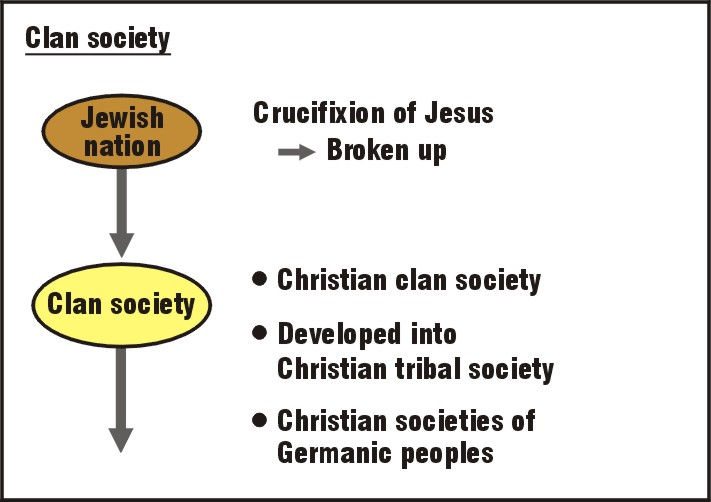 Clan society
Jewish
nation
Crucifixion of Jesus
Broken up
Clan society
Christian clan society
Developed into
Christian tribal society
Christian societies of
Germanic peoples